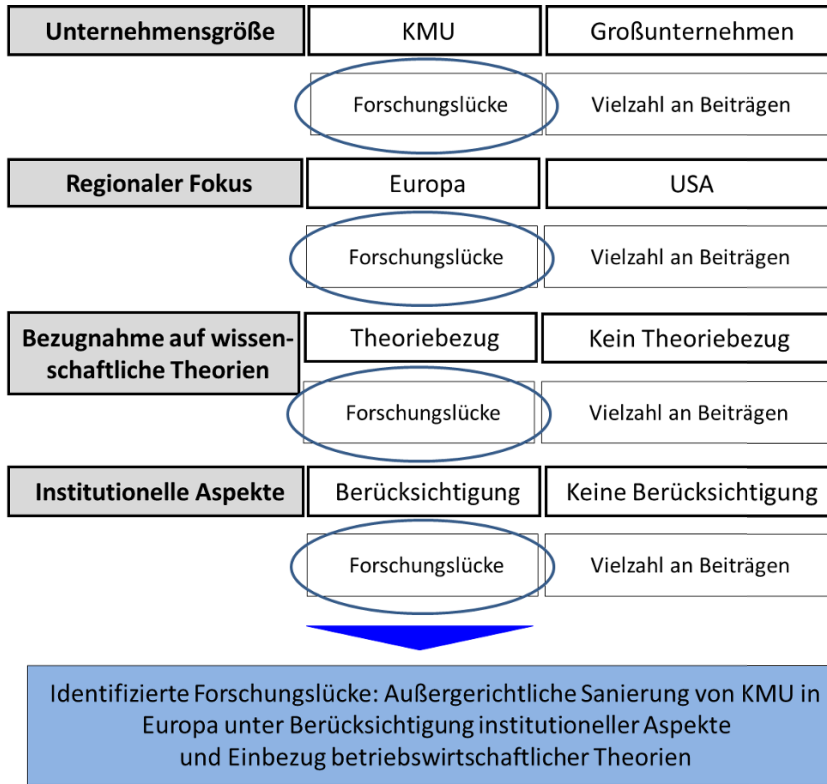 Unternehmensgröße KMU Großunternehmen
Forschungslücke Vielzahl an Beiträgen
Regionaler Fokus Europa USA
Forschungslücke Vielzahl an Beiträgen
Bezugnahme auf wissen-
schaftliche Theorien
Theoriebezug Kein Theoriebezug
Forschungslücke Vielzahl an Beiträgen
Institutionelle Aspekte Berücksichtigung Keine Berücksichtigung
Forschungslücke Vielzahl an Beiträgen
Identifizierte Forschungslücke: Außergerichtliche Sanierung von KMU in
Europa unter Berücksichtigung institutioneller Aspekte
und Einbezug betriebswirtschaftlicher Theorien